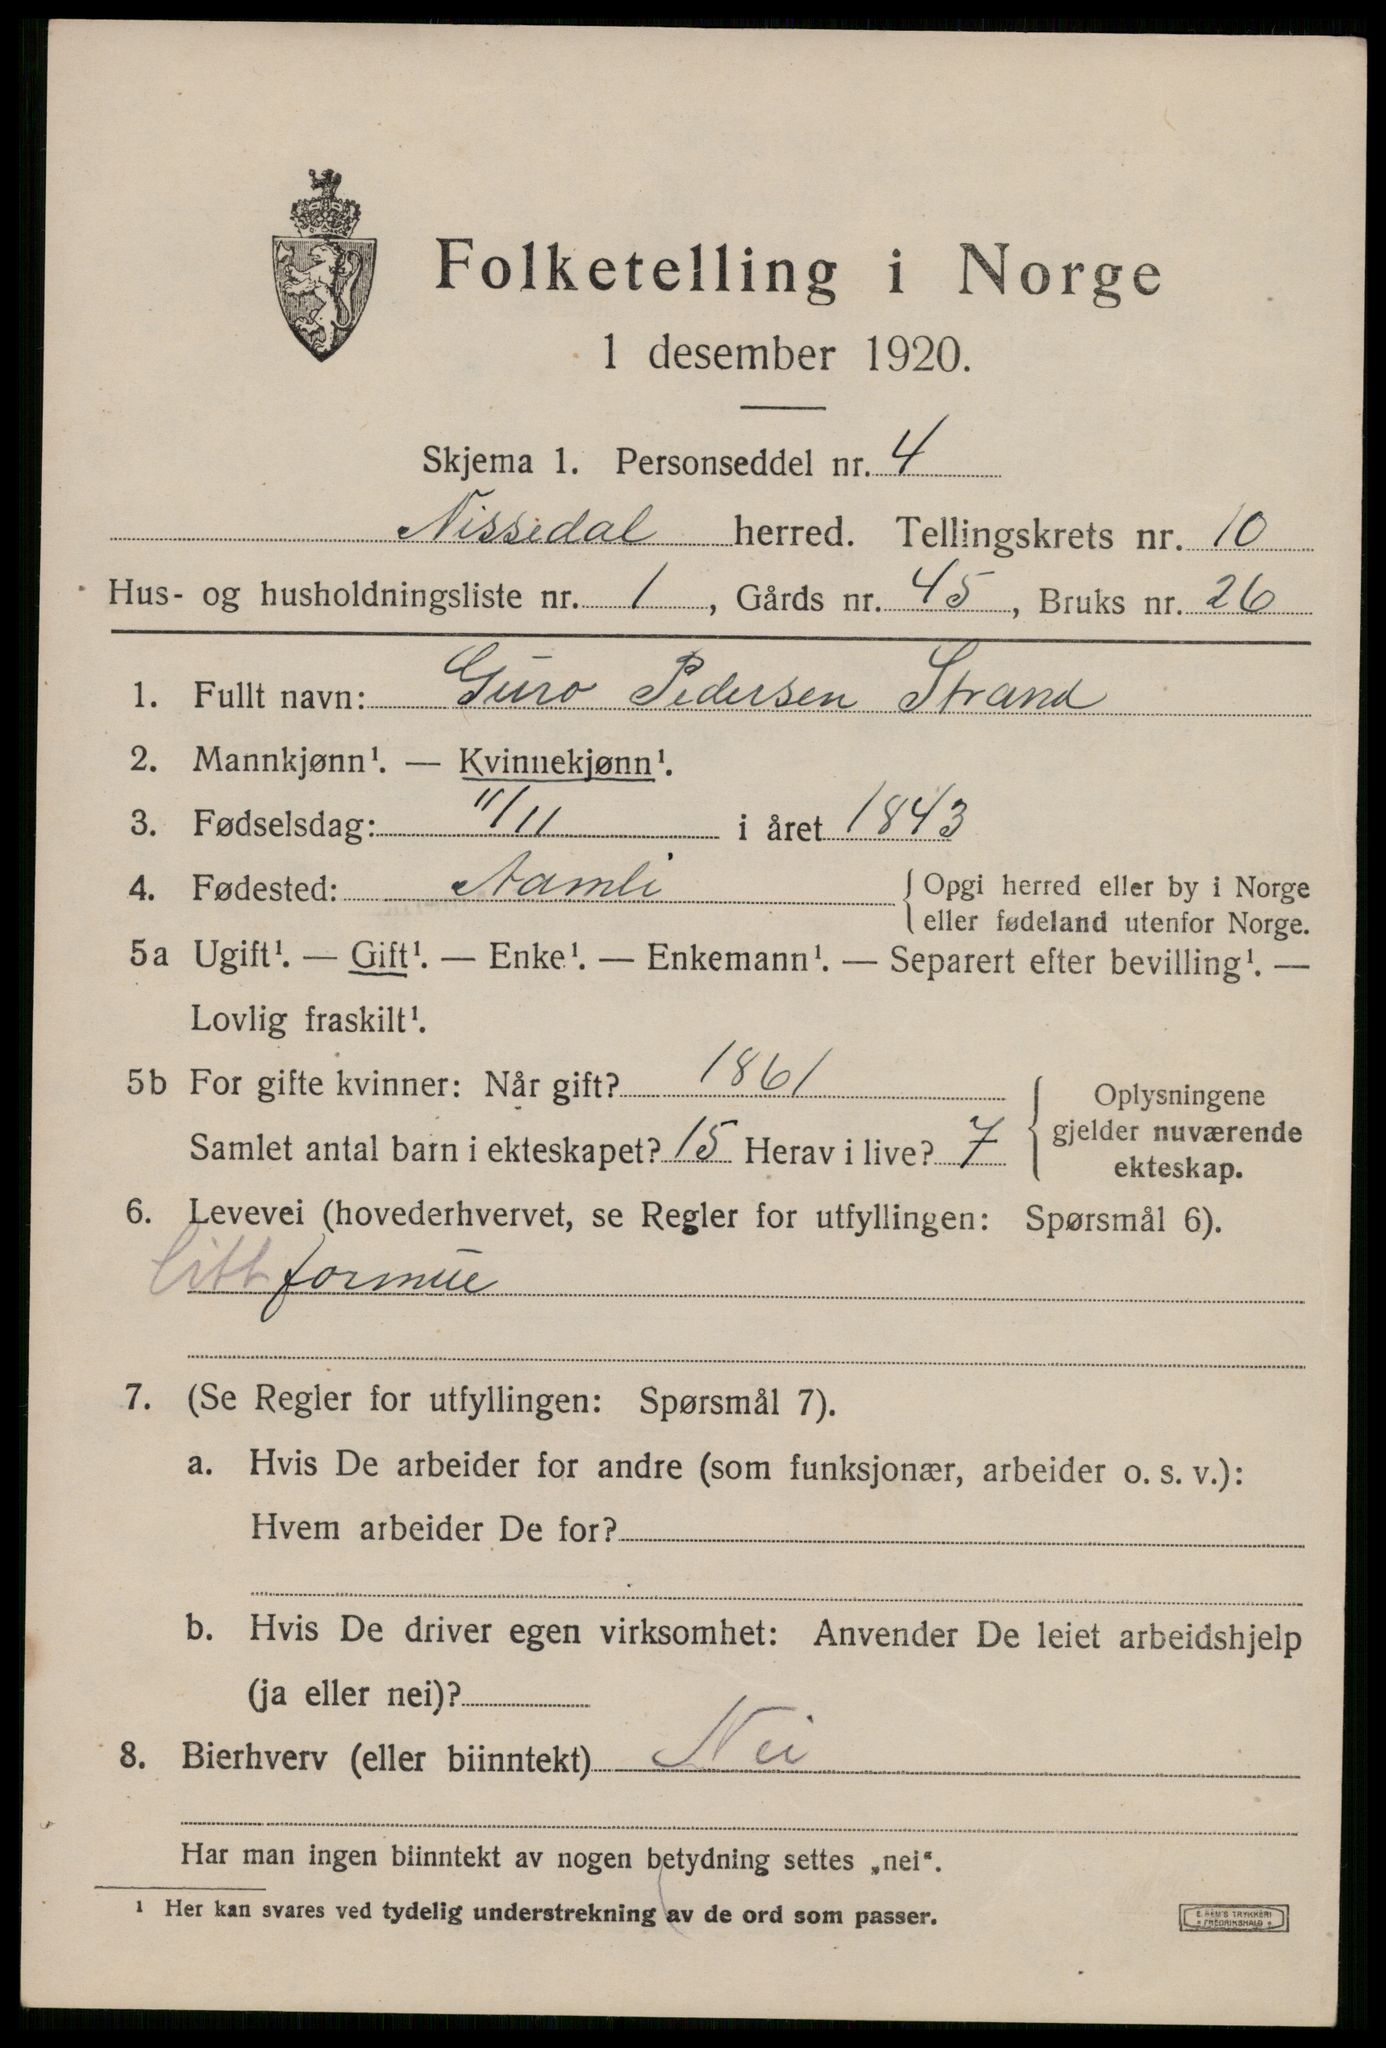 Folketelling i Norge
1 desember 1920.
Skjema 1. Personseddel nr. 4
Nissedal herred. Tellingskrets nr. 10
Hus- og husholdningsliste nr. 1, Gårds nr. 45, Bruks nr. 26
1. Fullt navn: Guro Pedersen Strand
2. Mannkjønn¹. — Kvinnekjønn¹.
3. Fødselsdag: 11/11 i året 1843
4. Fødested: Aamli
Opgi herred eller by i Norge
eller fødeland utenfor Norge.
5a Ugift¹. — Gift¹. — Enke¹. — Enkemann¹. — Separert efter bevilling¹. —
Lovlig fraskilt¹.
5b For gifte kvinner: Når gift? 1861
Samlet antal barn i ekteskapet? 15 Herav i live? 7
Oplysningene
gjelder nuværende
ekteskap.
6. Levevei (hovederhvervet, se Regler for utfyllingen: Spørsmål 6).
litt formue
7. (Se Regler for utfyllingen: Spørsmål 7).
a. Hvis De arbeider for andre (som funksjonær, arbeider o. s. v.):
Hvem arbeider De for?
b. Hvis De driver egen virksomhet: Anvender De leiet arbeidshjelp
(ja eller nei)?
8. Bierhverv (eller biinntekt) Nei
Har man ingen biinntekt av nogen betydning settes „nei“.
¹ Her kan svares ved tydelig understrekning av de ord som passer.
E. SEM'S TRYKKERI
FREDRIKSHALD